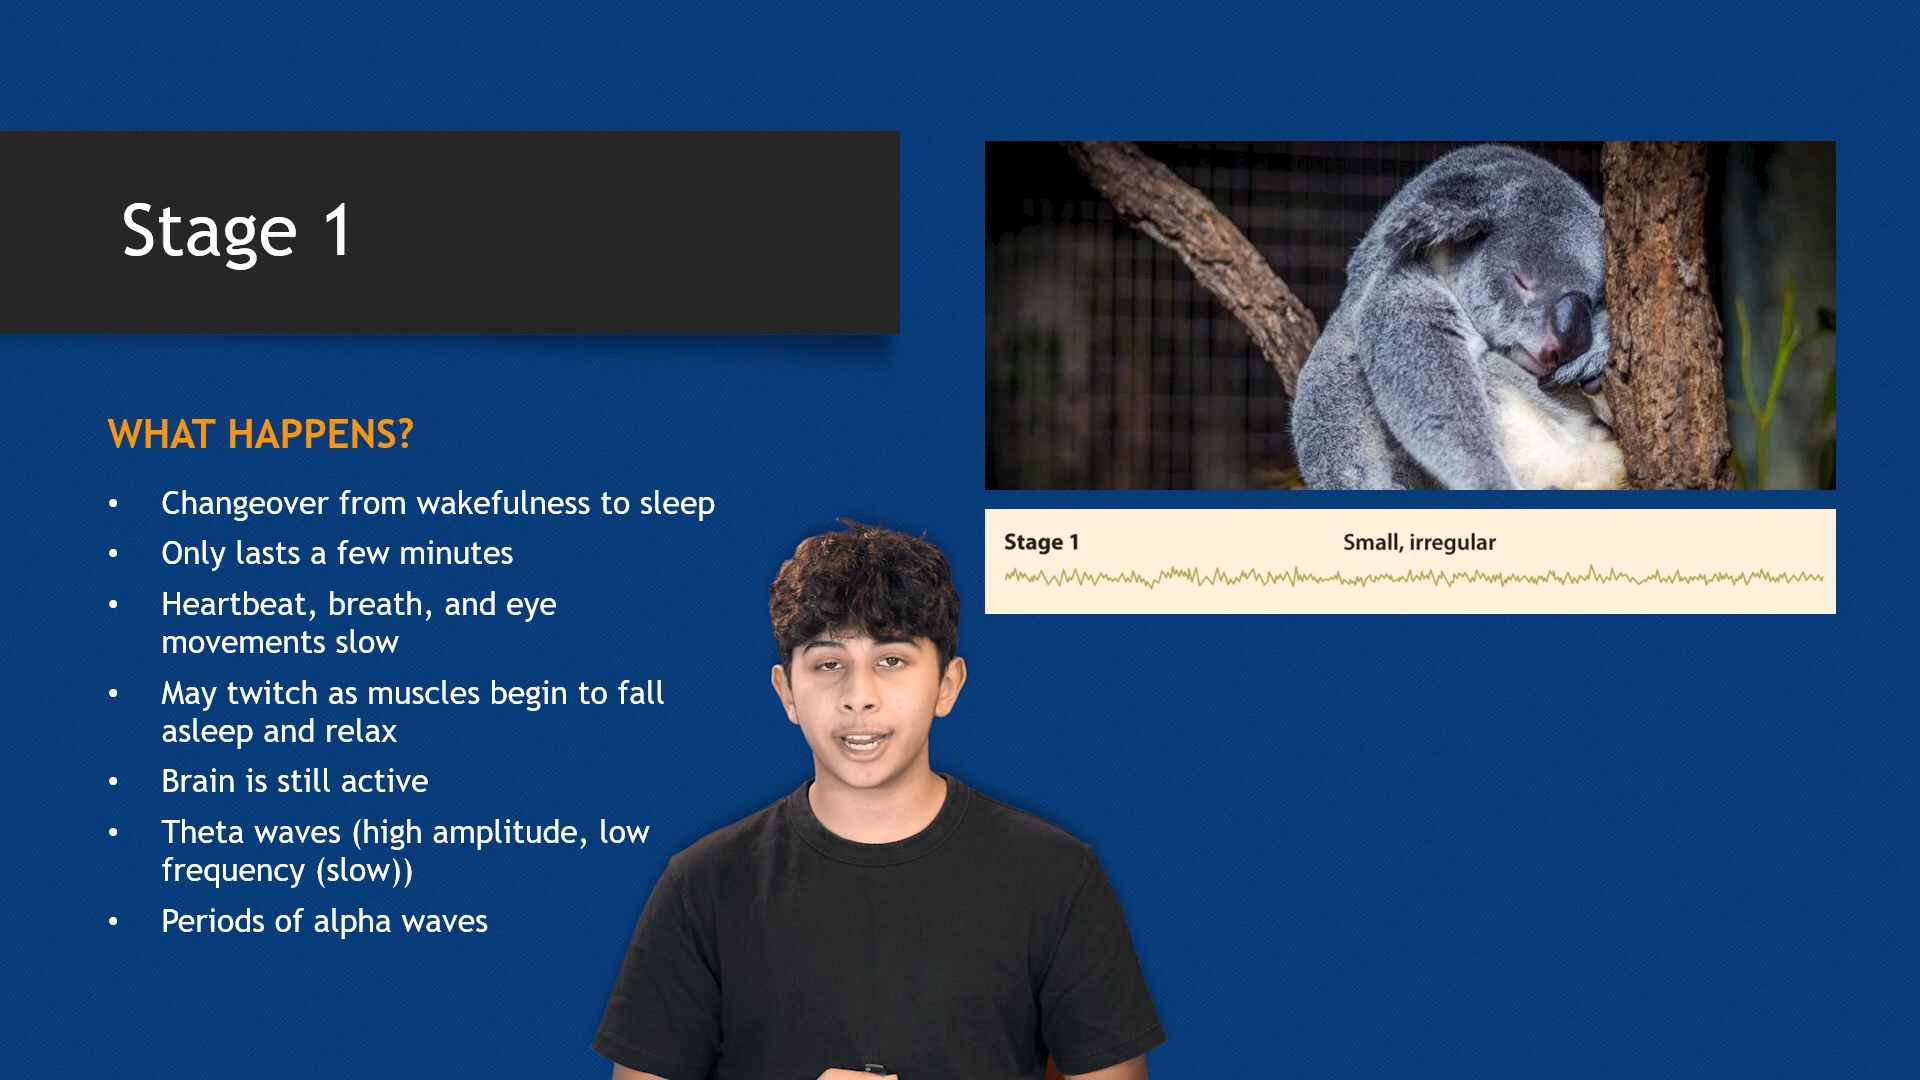 Stage 1
WHAT HAPPENS?
• Changeover from wakefulness to sleep
• Only lasts a few minutes
• Heartbeat, breath, and eye
movements slow
• May twitch as muscles begin to fall
asleep and relax
• Brain is still active
• Theta waves (high amplitude, low
frequency (slow))
• Periods of alpha waves
Stage 1 Small, irregular